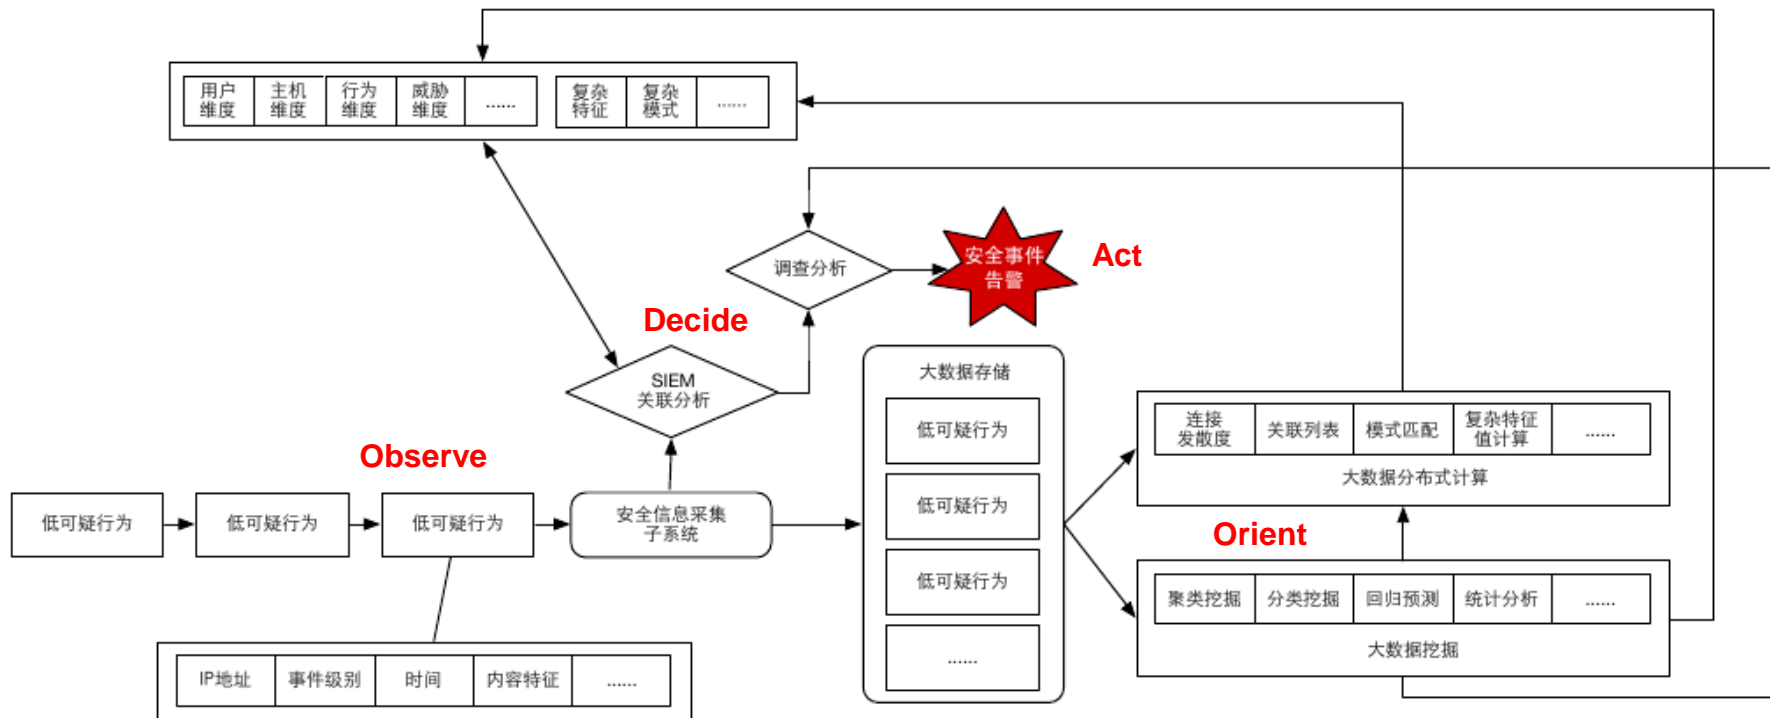 用户
维度
主机
维度
行为
维度
威胁
维度
......
复杂
特征
复杂
模式
......
调查分析
安全事件
告警
Act
Decide
SIEM
关联分析
大数据存储
低可疑行为
低可疑行为
低可疑行为
......
连接
发散度
关联列表
模式匹配
复杂特征
值计算
......
大数据分布式计算
Observe
低可疑行为
低可疑行为
低可疑行为
安全信息采集
子系统
Orient
聚类挖掘
分类挖掘
回归预测
统计分析
......
大数据挖掘
IP地址
事件级别
时间
内容特征
......